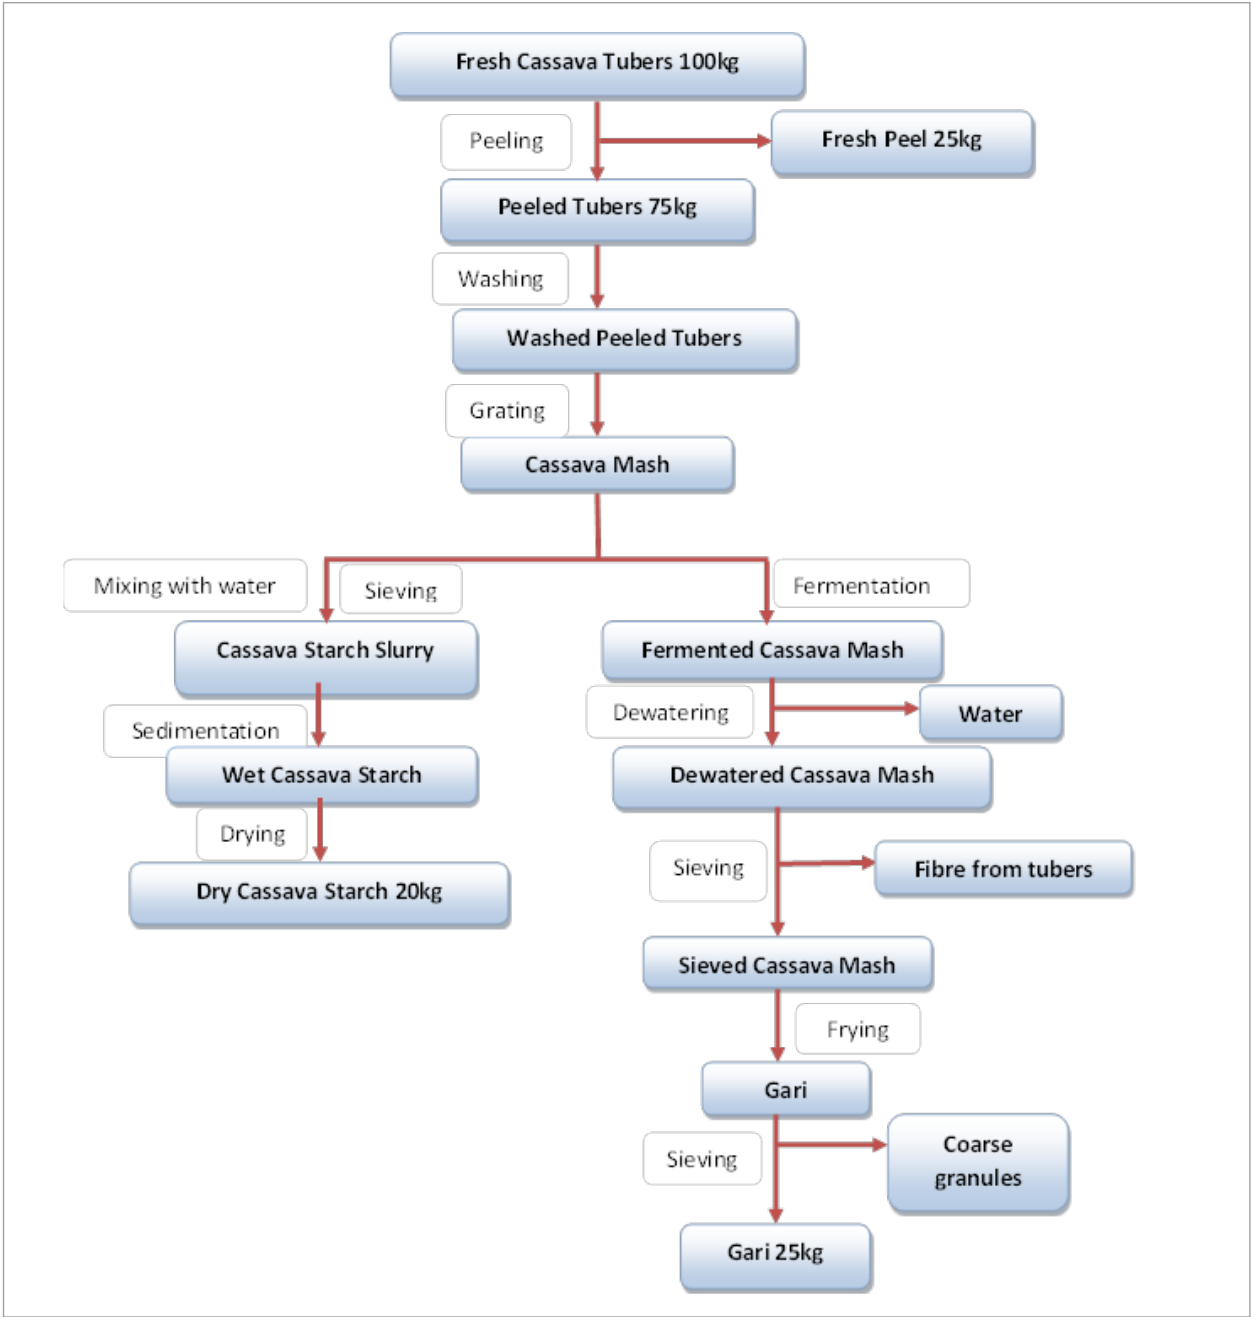 Fresh Cassava Tubers 100kg
Peeling
Fresh Peel 25kg
Peeled Tubers 75kg
Washing
Washed Peeled Tubers
Grating
Cassava Mash
Mixing with water
Sieving
Fermentation
Cassava Starch Slurry
Fermented Cassava Mash
Sedimentation
Dewatering
Water
Wet Cassava Starch
Dewatered Cassava Mash
Drying
Sieving
Fibre from tubers
Dry Cassava Starch 20kg
Sieved Cassava Mash
Frying
Gari
Sieving
Coarse
granules
Gari 25kg